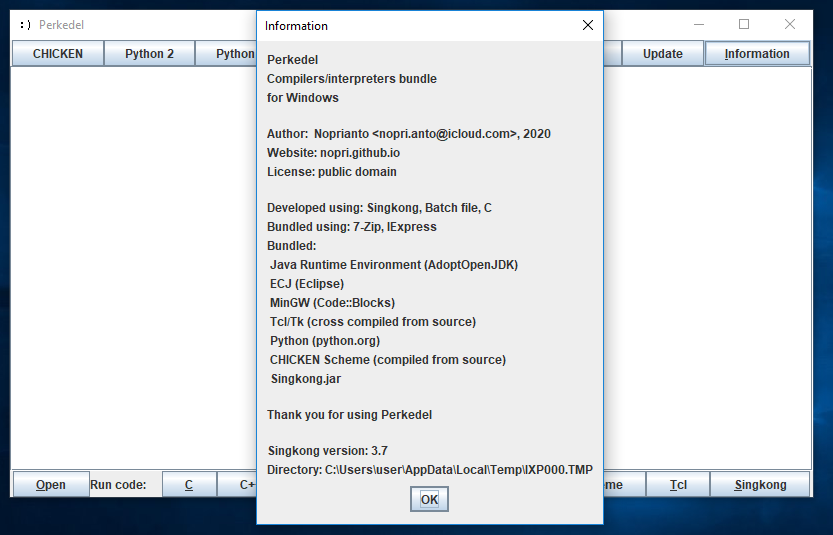 :) Perkedel
Information
CHICKEN
Python 2
Python
Update
Information
Perkedel
Compilers/interpreters bundle
for Windows
Author: Noprianto <nopri.anto@icloud.com>, 2020
Website: nopri.github.io
License: public domain
Developed using: Singkong, Batch file, C
Bundled using: 7-Zip, IExpress
Bundled:
Java Runtime Environment (AdoptOpenJDK)
ECJ (Eclipse)
MinGW (Code::Blocks)
Tcl/Tk (cross compiled from source)
Python (python.org)
CHICKEN Scheme (compiled from source)
Singkong.jar
Thank you for using Perkedel
Singkong version: 3.7
Directory: C:\Users\user\AppData\Local\Temp\IXP000.TMP
Open
Run code:
C
C+
me
Tcl
Singkong
OK